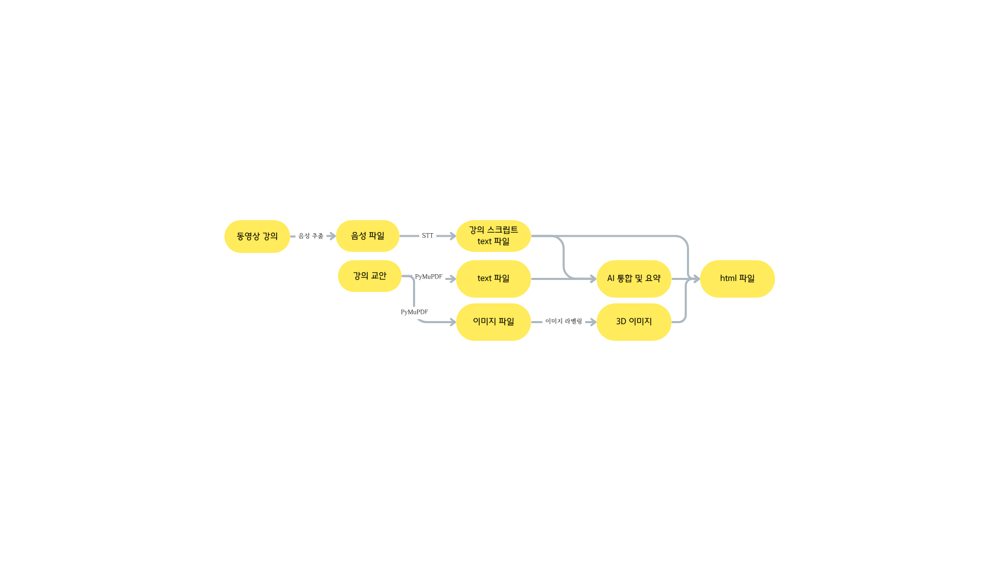 동영상 강의
음성 추출
음성 파일
STT
강의 스크립트
text 파일
강의 교안
PyMuPDF
text 파일
AI 통합 및 요약
html 파일
PyMuPDF
이미지 파일
이미지 라벨링
3D 이미지